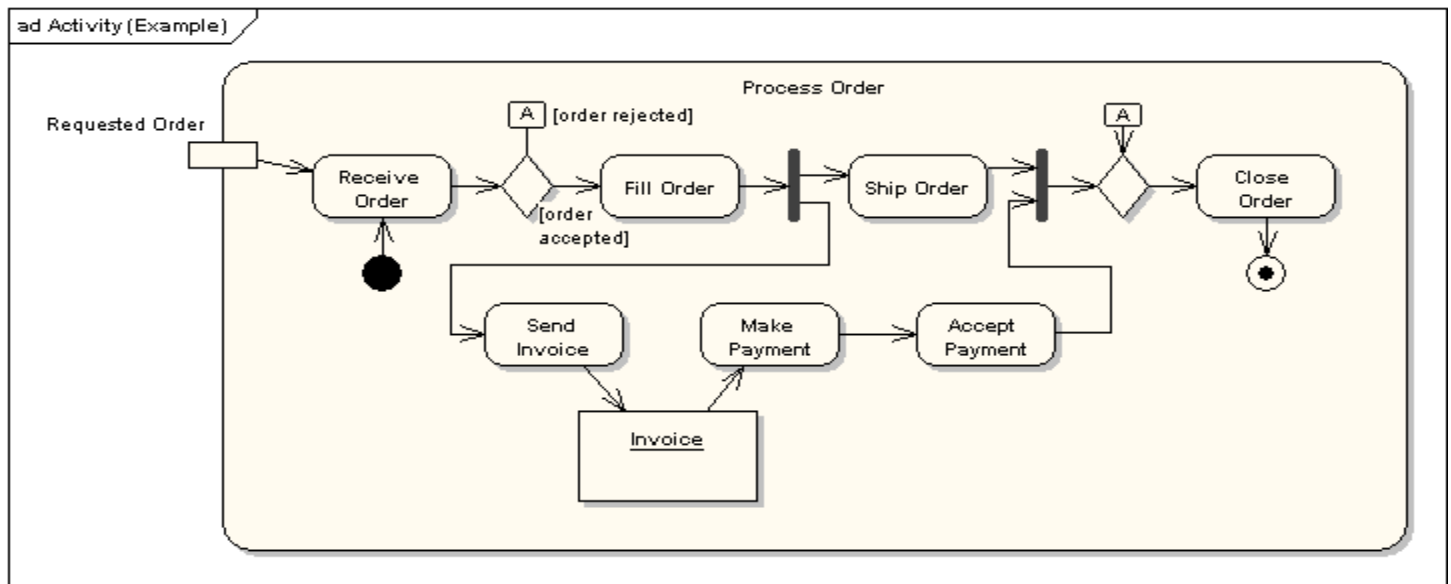 ad Activity (Example)
Process Order
Requested Order
A
[order rejected]
A
Receive
Order
Fill Order
Ship Order
Close
Order
[order
accepted]
Send
Invoice
Make
Payment
Accept
Payment
Invoice